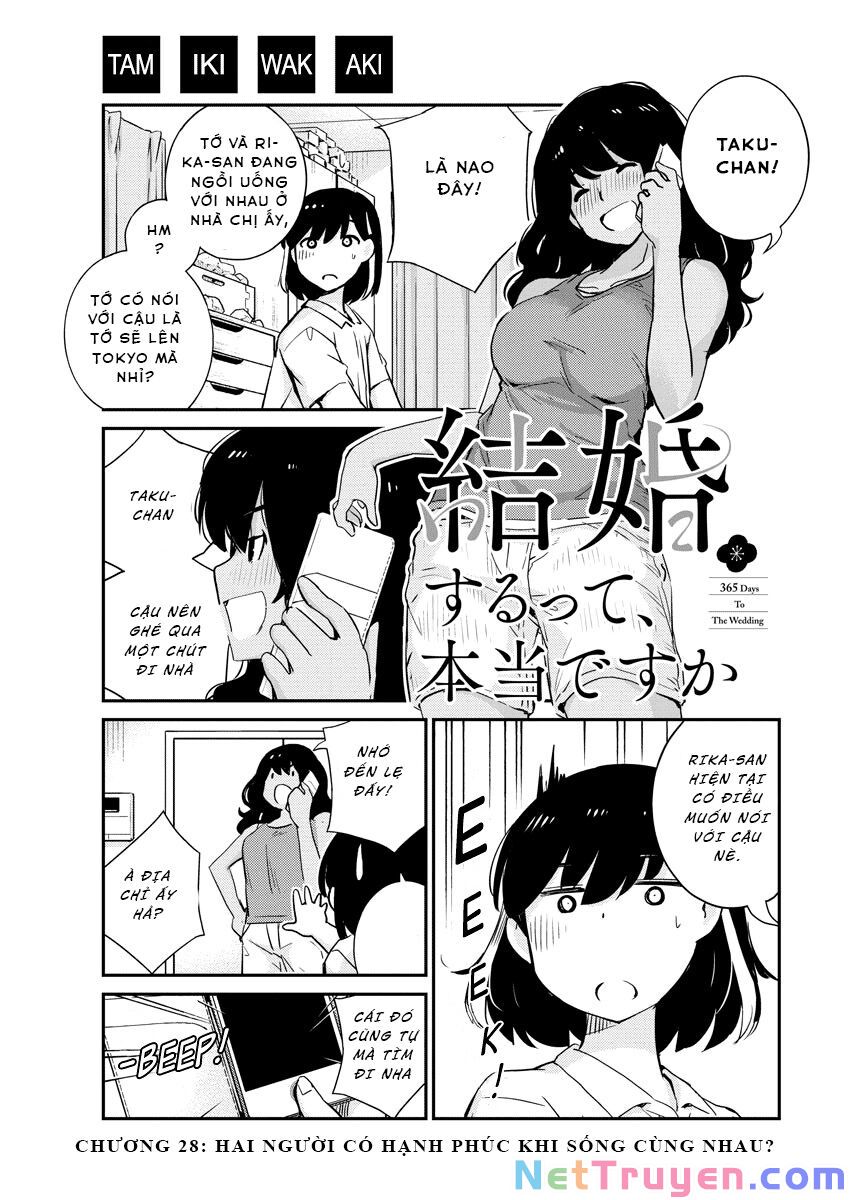 TAM IKI WAK AKI
TAKU-
CHAN!
LÀ NAO
ĐÂY!
TỚ VÀ RI-
KA-SAN ĐANG
NGỒI UỐNG
VỚI NHAU Ở
NHÀ CHỊ ẤY,
HM
?
TỚ CÓ NÓI
VỚI CẬU LÀ
TỚ SẼ LÊN
TOKYO MÀ
NHỈ?
結婚
するって、
本当ですか
365 Days
To
The Wedding
TAKU-
CHAN
CẬU NÊN
GHÉ QUA
MỘT CHÚT
ĐI NHÀ
RIKA-SAN
HIỆN TẠI
CÓ ĐIỀU
MUỐN NÓI
VỚI CẬU
NÈ.
EEEEEK!
NHỚ
ĐẾN LẸ
ĐẤY!
À ĐỊA
CHỈ ẤY
HẢ?
CÁI ĐÓ
CÙNG TỰ
MÀ TÌM
ĐI NHA
-BEEP!
CHƯƠNG 28: HAI NGƯỜI CÓ HẠNH PHÚC KHI SỐNG CÙNG NHAU?
NetTruyen.com